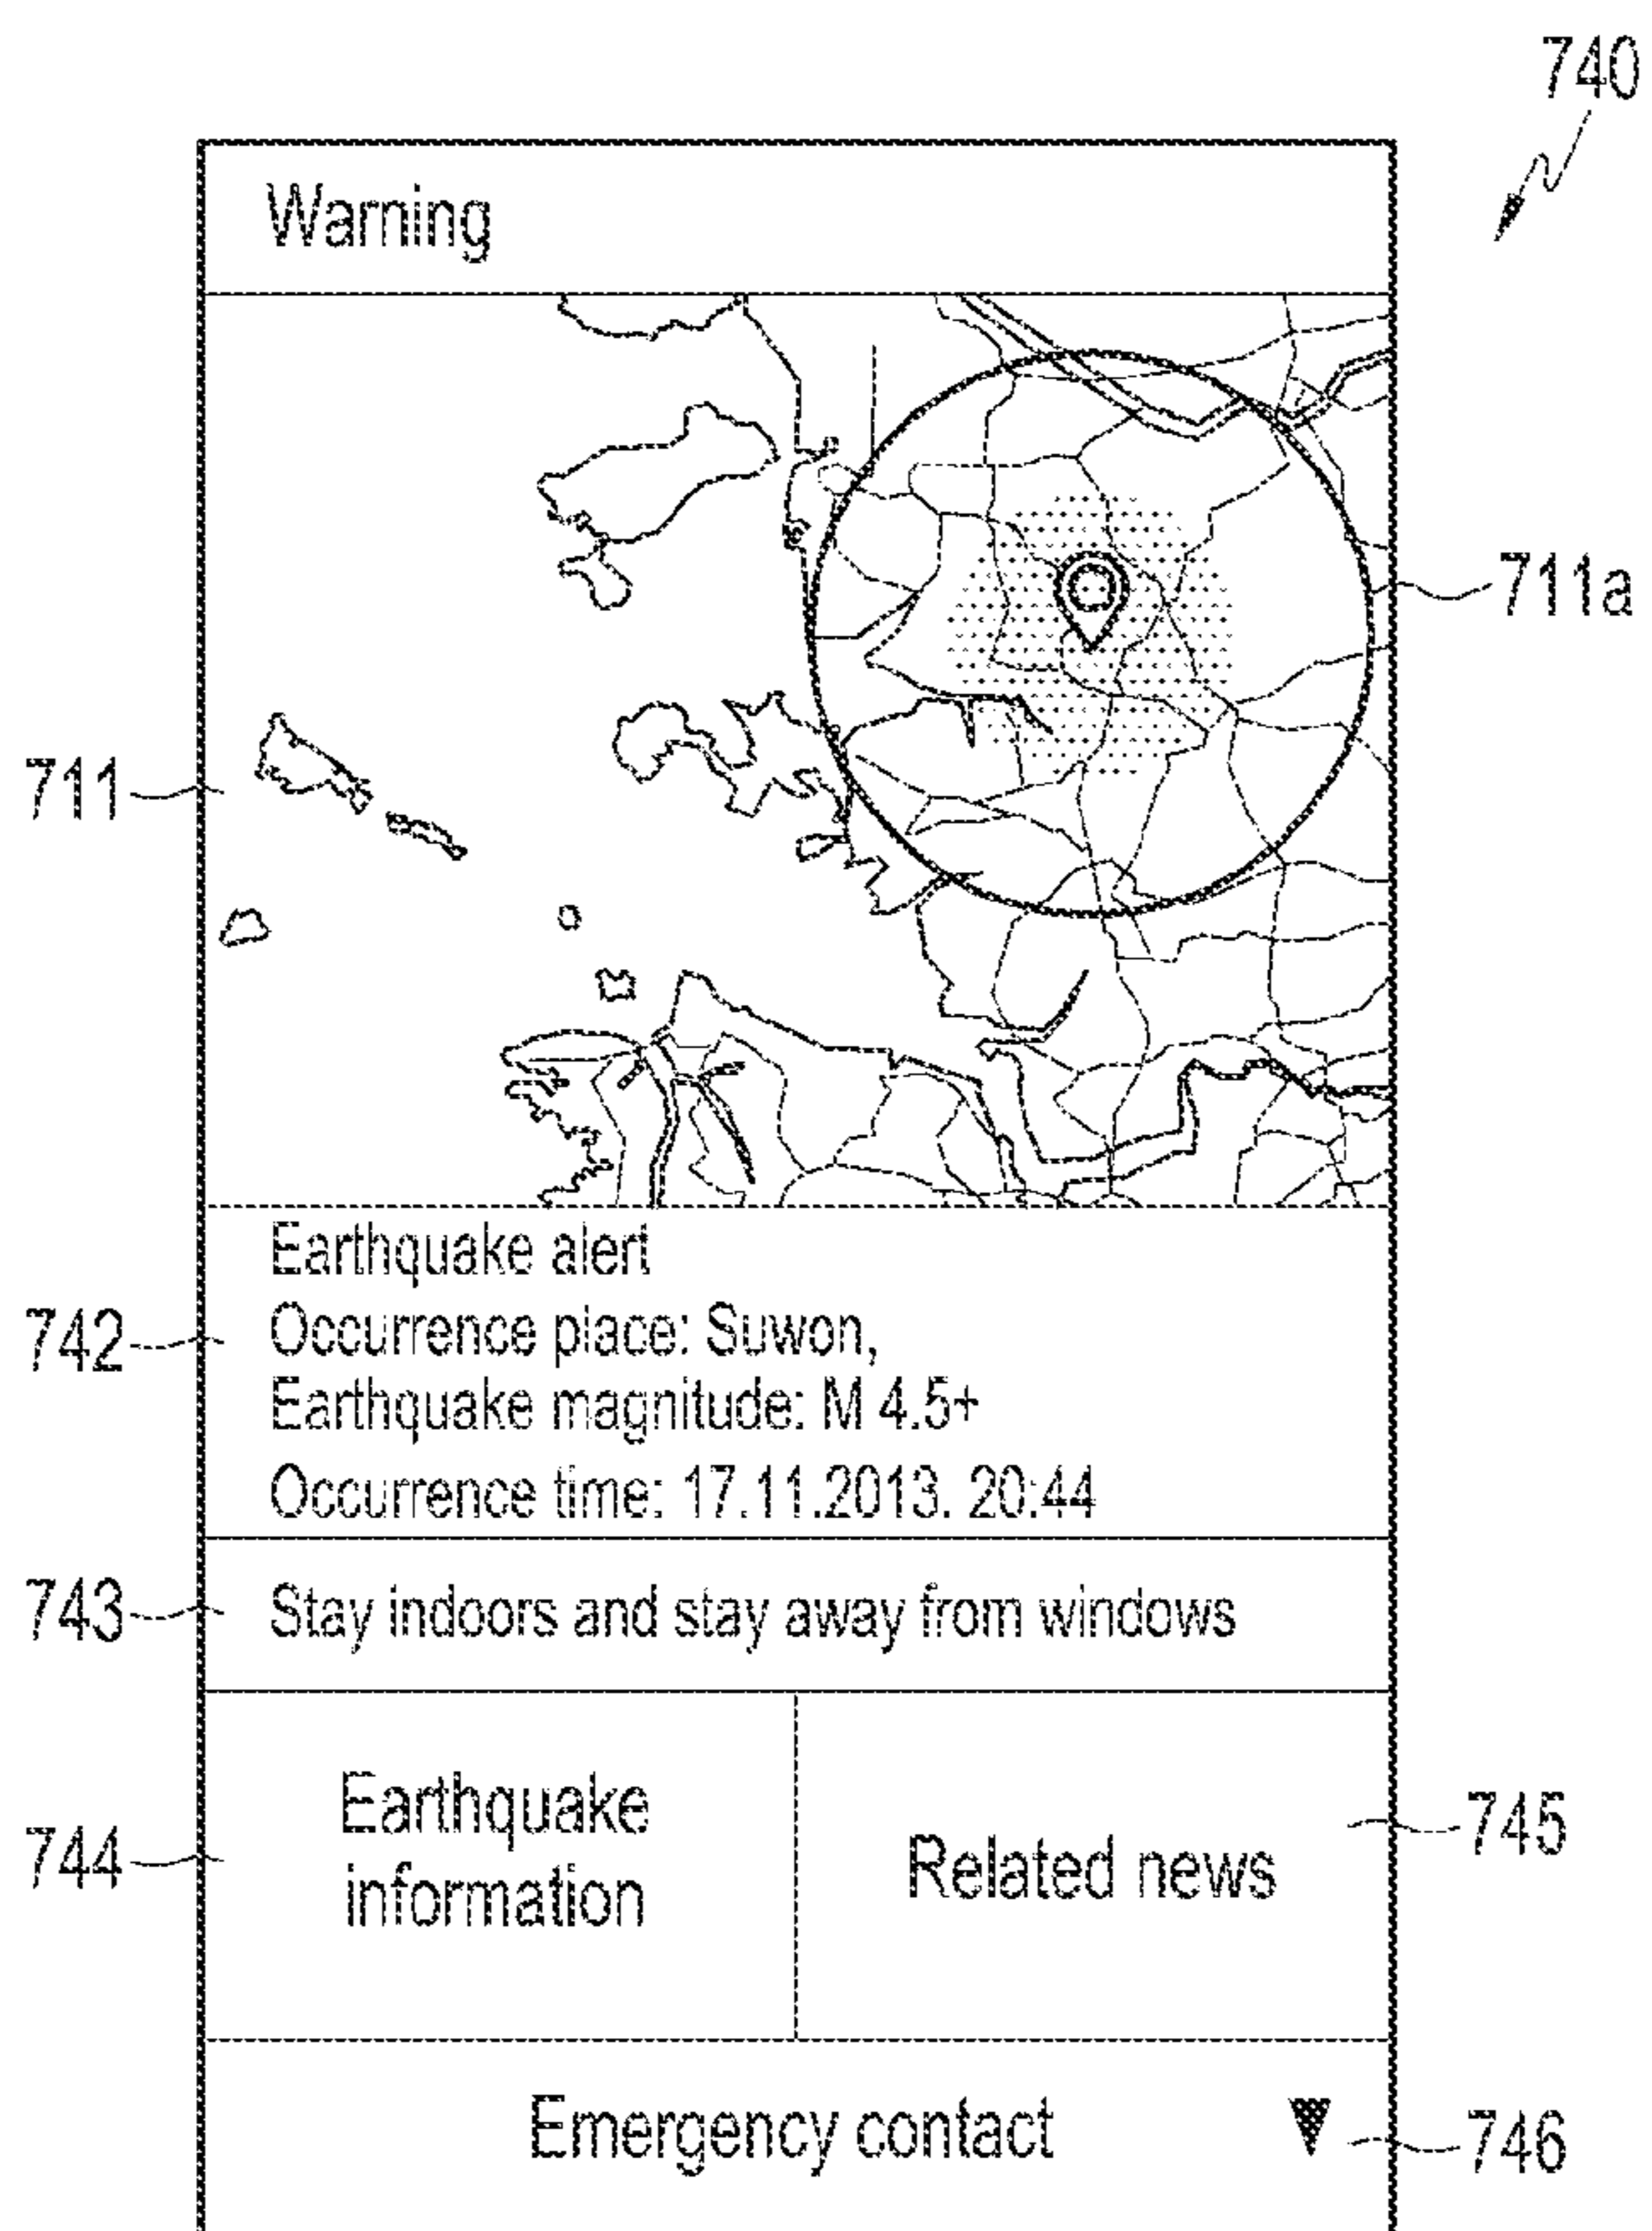 740
Warning
711a
711
Earthquake alert
742
Occurrence place: Suwon,
Earthquake magnitude: M 4.5+
Occurrence time: 17.11.2013. 20:44
743
Stay indoors and stay away from windows
744
Earthquake
information
Related news
745
Emergency contact
746